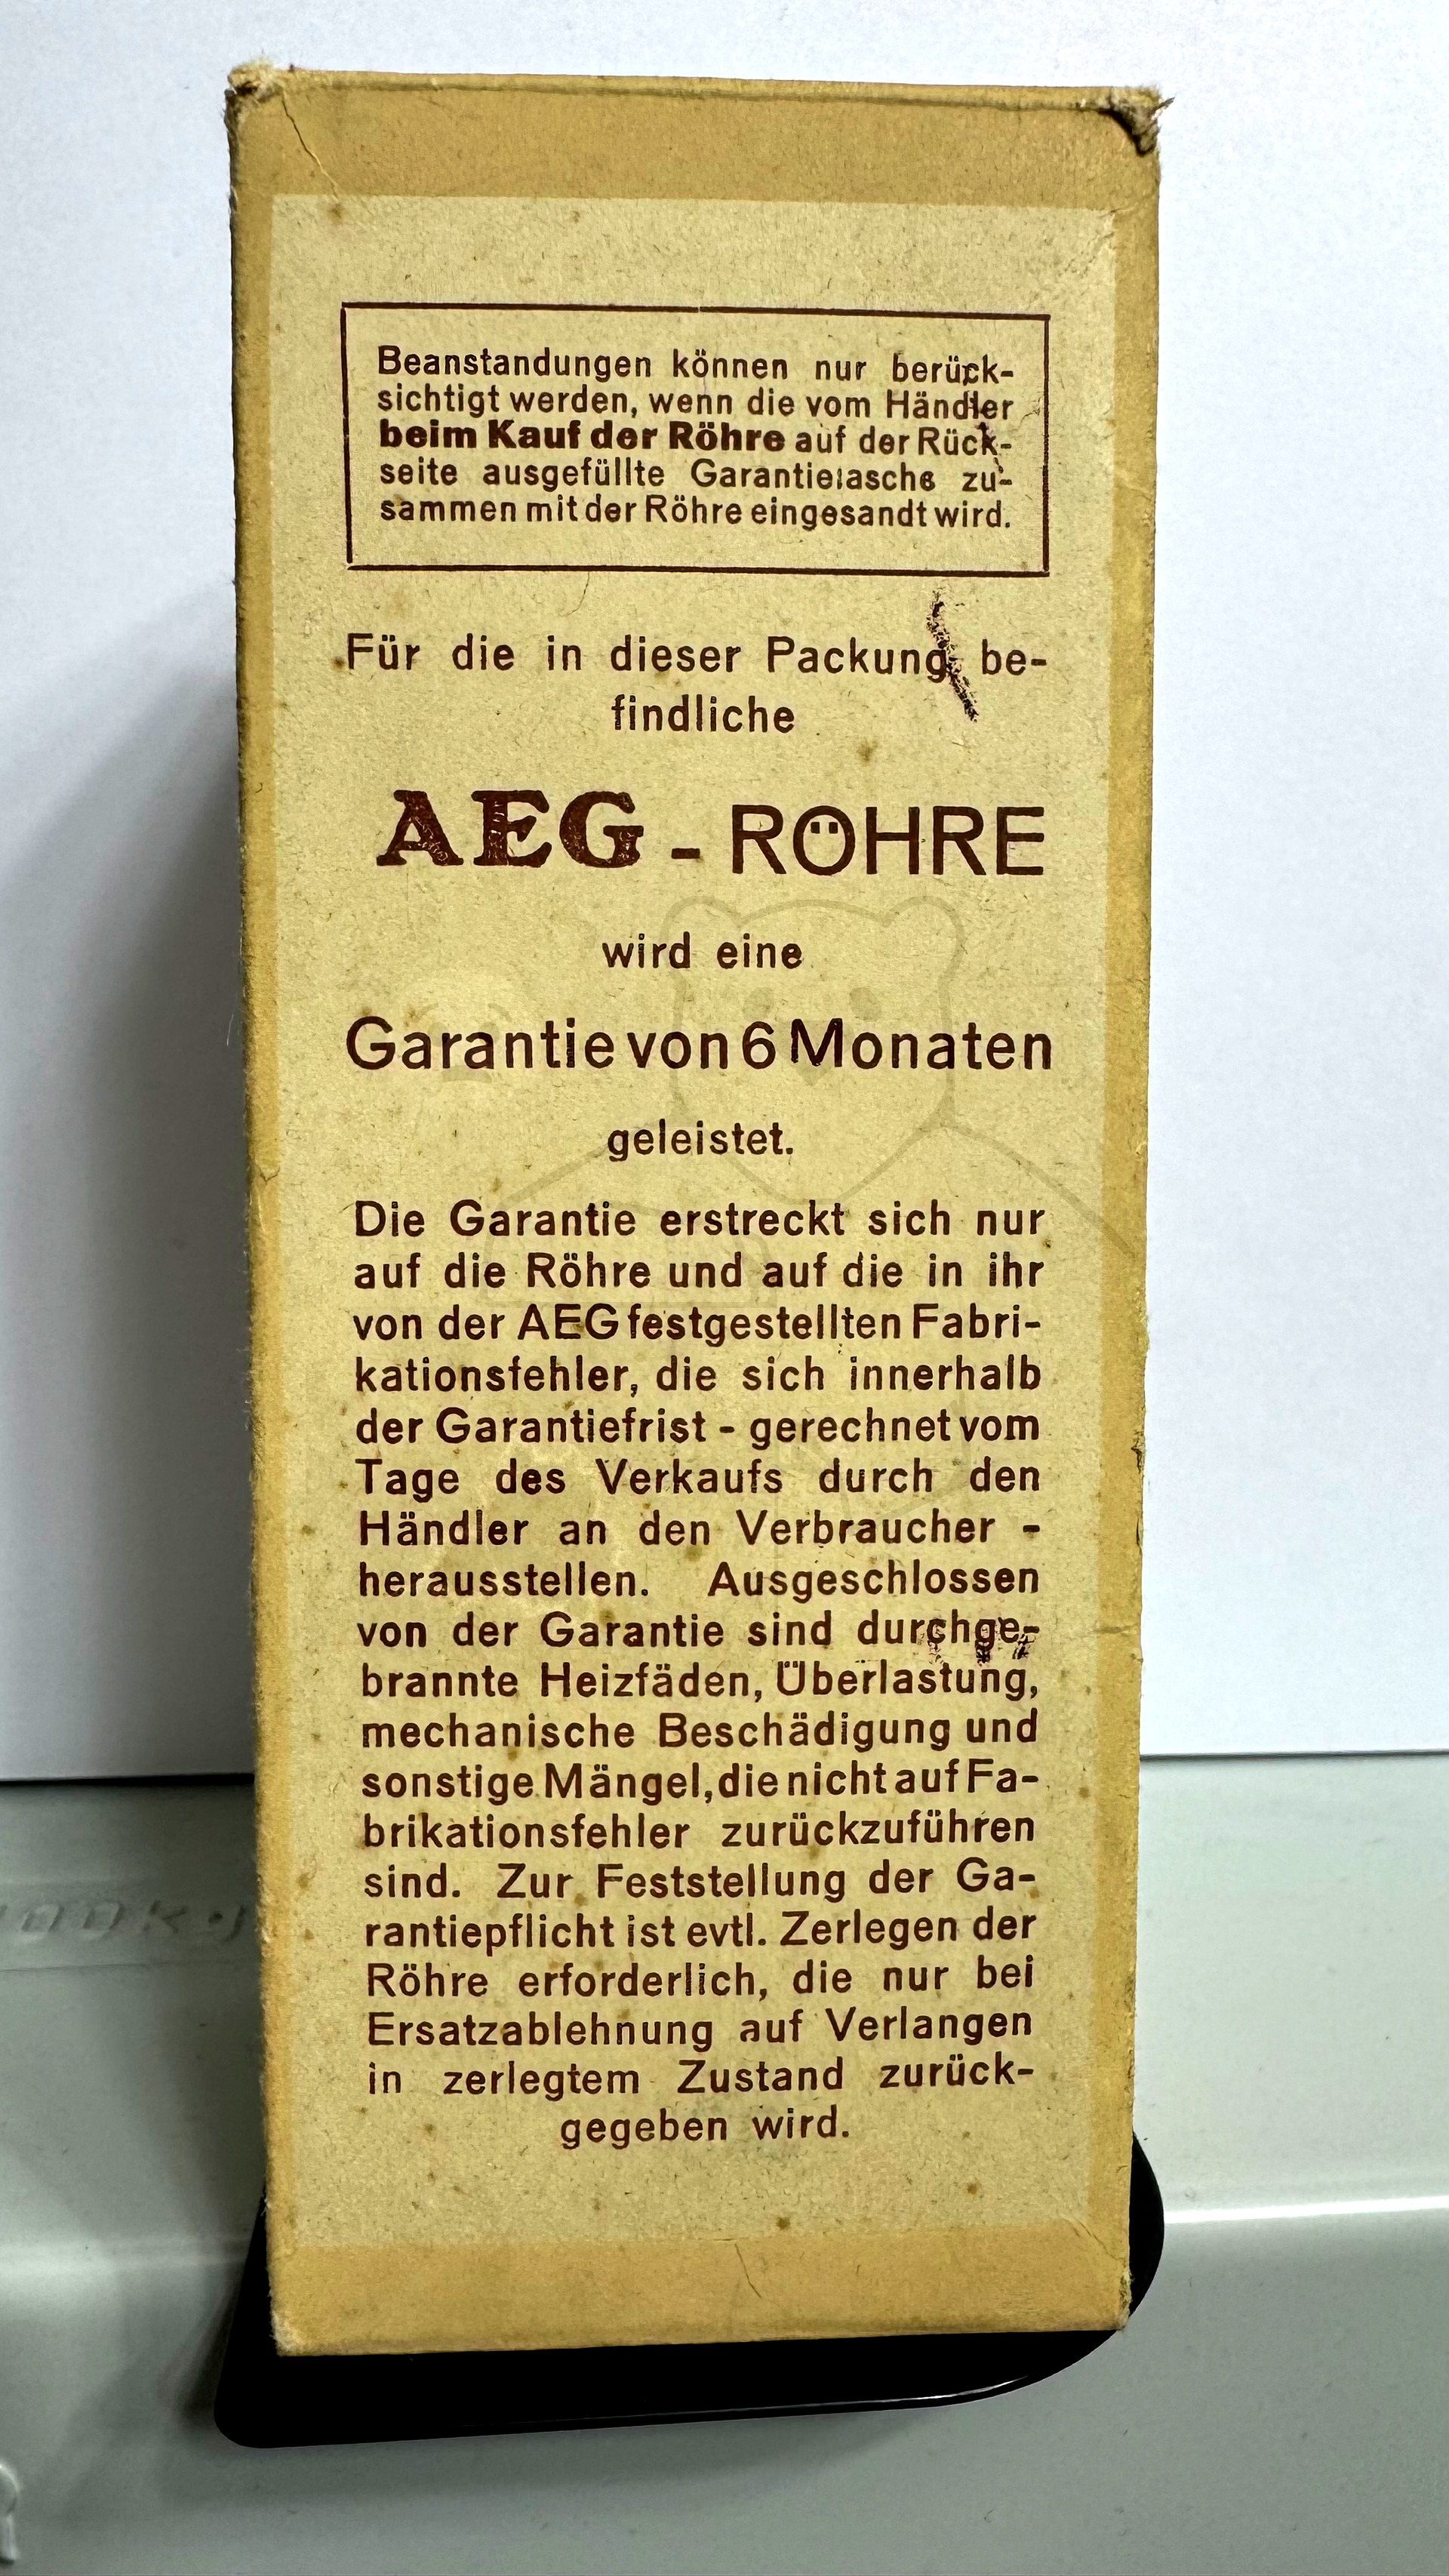 Beanstandungen können nur berück-
sichtigt werden, wenn die vom Händler
beim Kauf der Röhre auf der Rück-
seite ausgefüllte Garantietasche zu-
sammen mit der Röhre eingesandt wird.
Für die in dieser Packung be-
findliche
AEG - RÖHRE
wird eine
Garantie von 6 Monaten
geleistet.
Die Garantie erstreckt sich nur
auf die Röhre und auf die in ihr
von der AEG festgestellten Fabri-
kationsfehler, die sich innerhalb
der Garantiefrist - gerechnet vom
Tage des Verkaufs durch den
Händler an den Verbraucher -
herausstellen. Ausgeschlossen
von der Garantie sind durchge-
brannte Heizfäden, Überlastung,
mechanische Beschädigung und
sonstige Mängel, die nicht auf Fa-
brikationsfehler zurückzuführen
sind. Zur Feststellung der Ga-
rantiepflicht ist evtl. Zerlegen der
Röhre erforderlich, die nur bei
Ersatzablehnung auf Verlangen
in zerlegtem Zustand zurück-
gegeben wird.